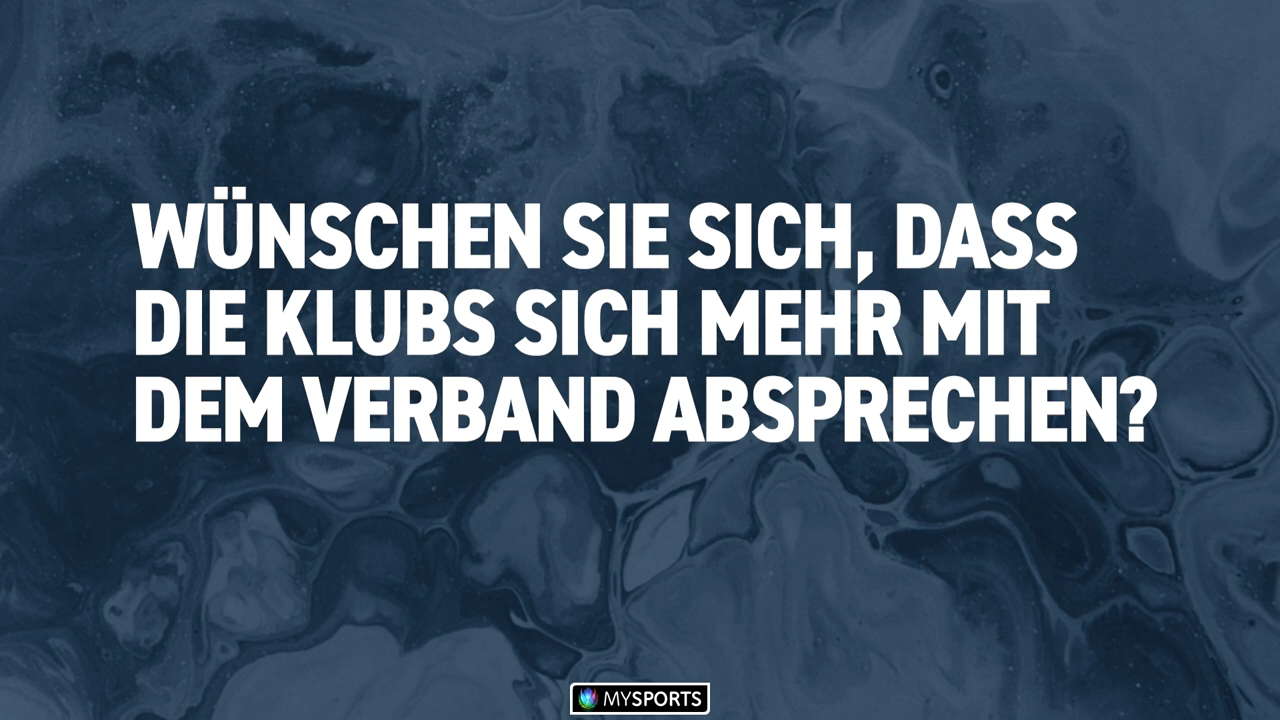 WÜNSCHEN SIE SICH, DASS
DIE KLUBS SICH MEHR MIT
DEM VERBAND ABSPRECHEN?
MYSPORTS